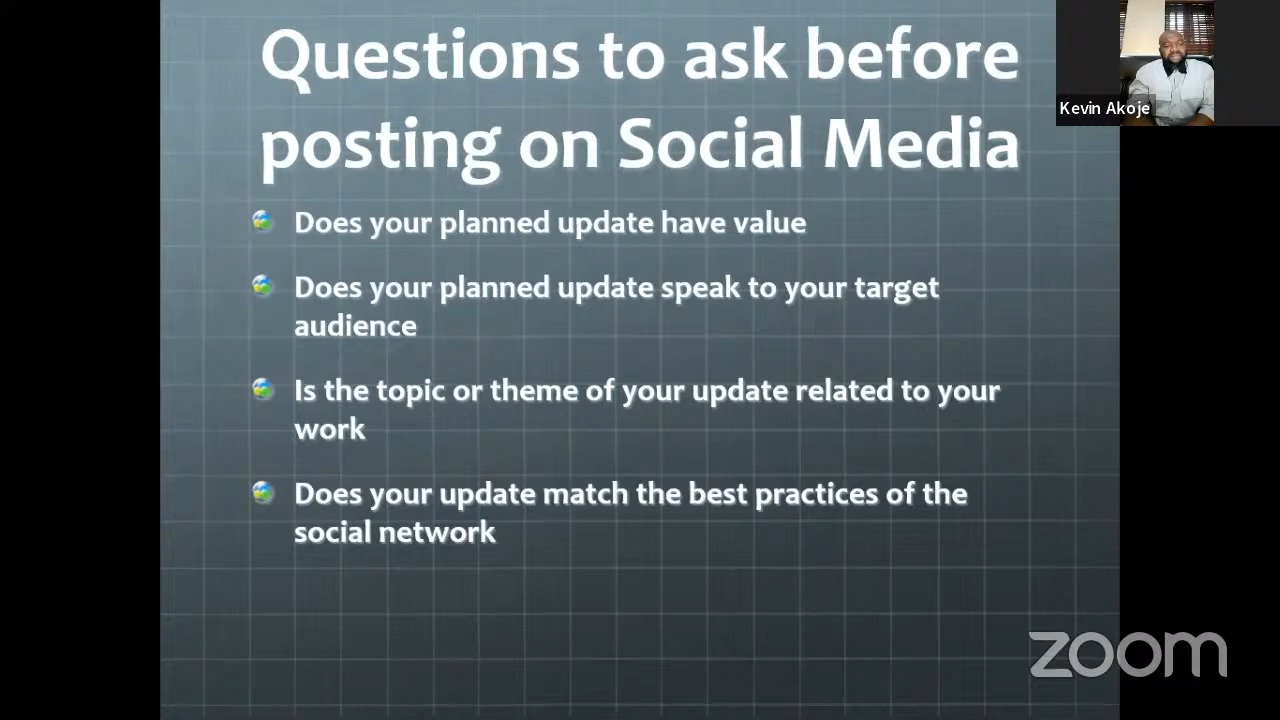 Questions to ask before
posting on Social Media
Kevin Akoje
Does your planned update have value
Does your planned update speak to your target
audience
Is the topic or theme of your update related to your
work
Does your update match the best practices of the
social network
zoom